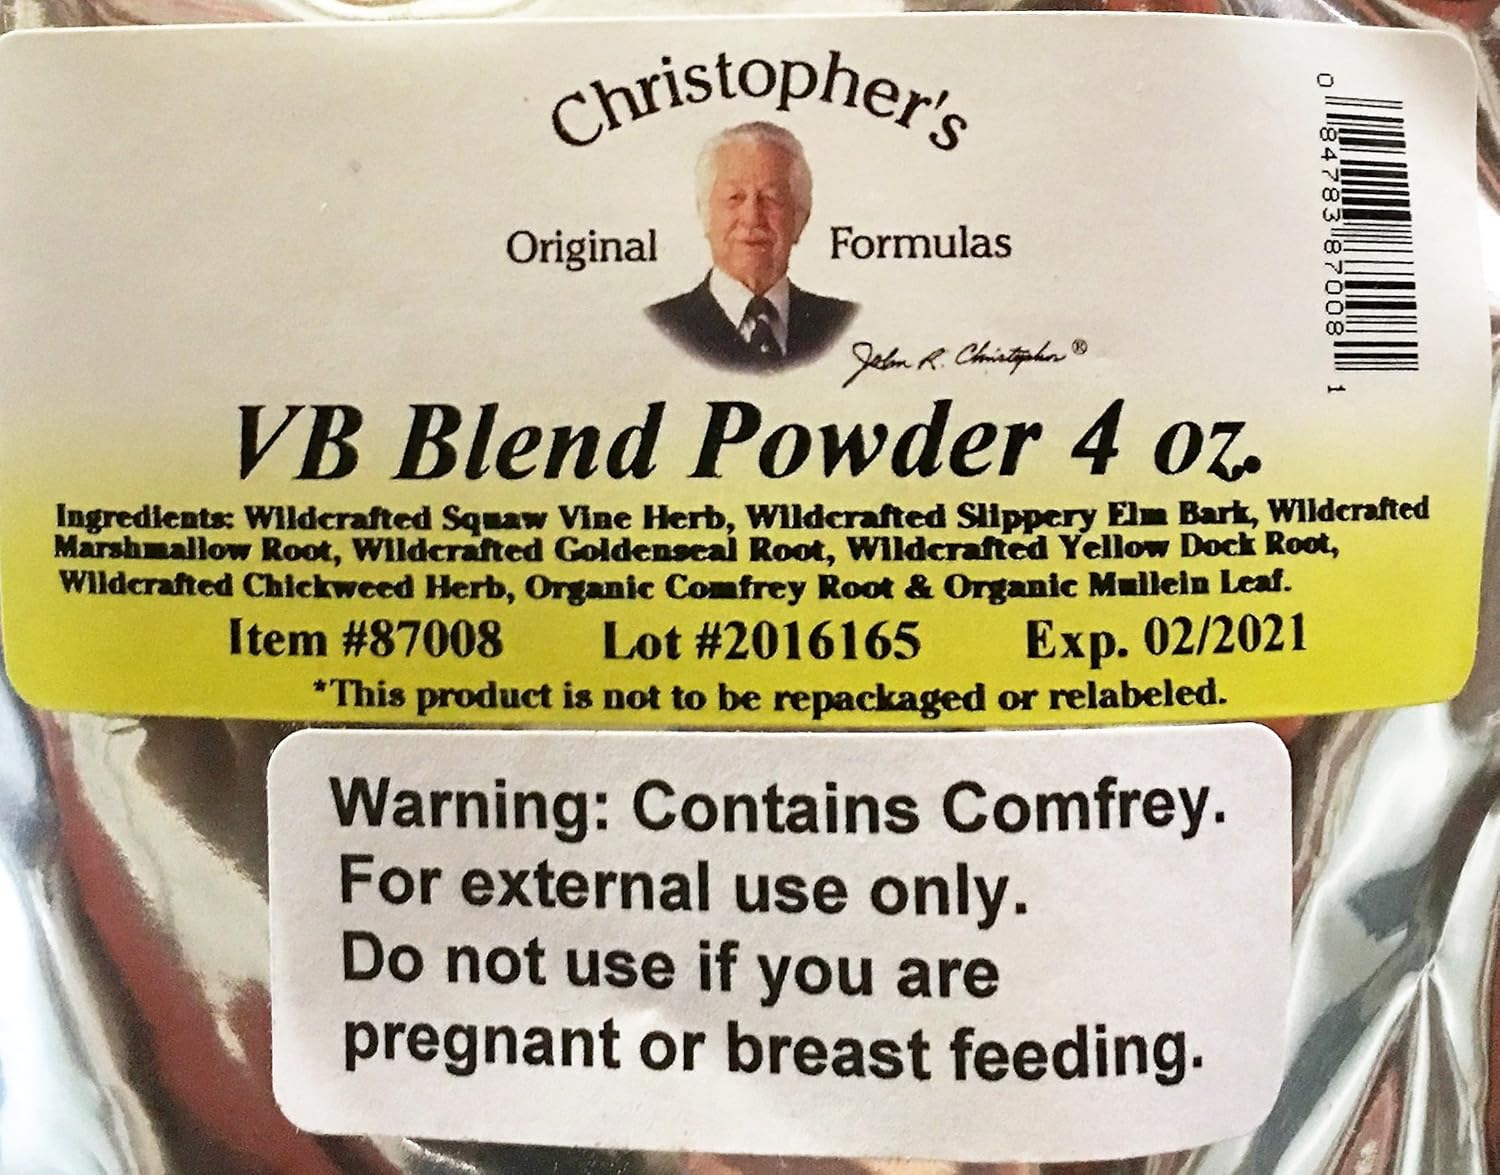 Christopher's
Original Formulas
John R. Christopher ®
0 84783 87008 1
VB Blend Powder 4 oz.
Ingredients: Wildcrafted Squaw Vine Herb, Wildcrafted Slippery Elm Bark, Wildcrafted
Marshmallow Root, Wildcrafted Goldenseal Root, Wildcrafted Yellow Dock Root,
Wildcrafted Chickweed Herb, Organic Comfrey Root & Organic Mullein Leaf.
Item #87008 Lot #2016165 Exp. 02/2021
*This product is not to be repackaged or relabeled.
Warning: Contains Comfrey.
For external use only.
Do not use if you are
pregnant or breast feeding.